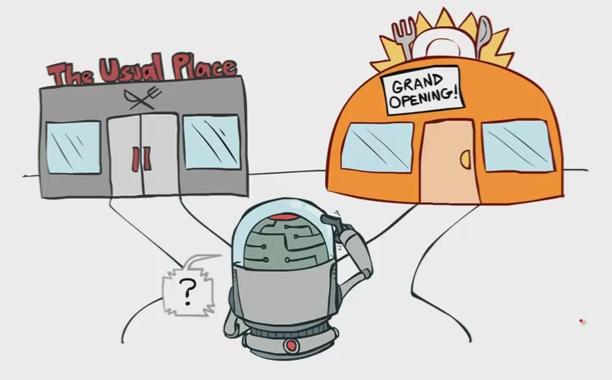 The Usual Place
GRAND
OPENING!
?